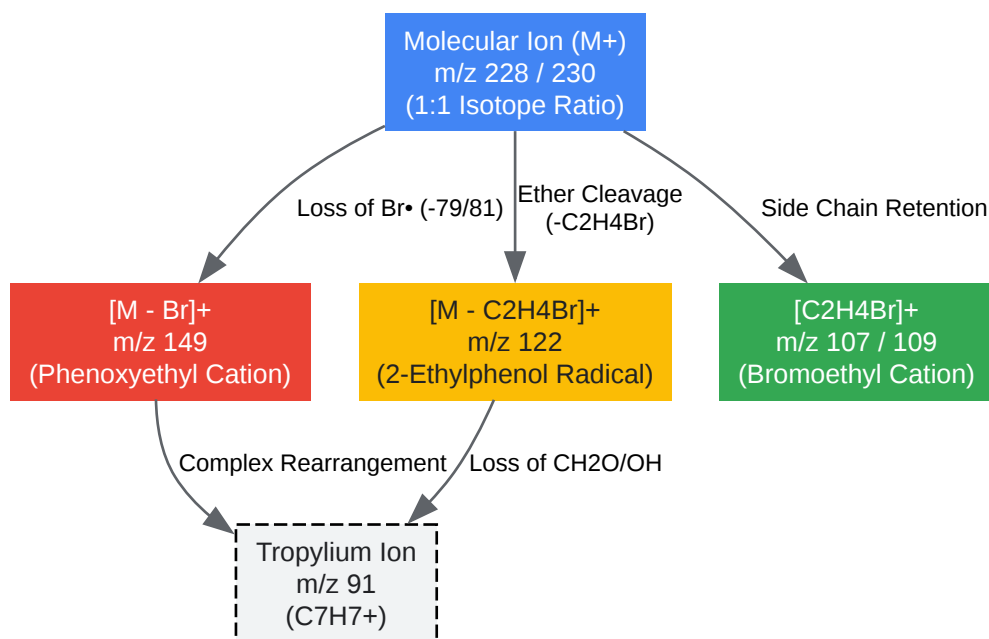 Molecular Ion (M+)
m/z 228 / 230
(1:1 Isotope Ratio)
Loss of Br• (-79/81)
Ether Cleavage
(-C2H4Br)
Side Chain Retention
[M - Br]+
m/z 149
(Phenoxyethyl Cation)
[M - C2H4Br]+
m/z 122
(2-Ethylphenol Radical)
[C2H4Br]+
m/z 107 / 109
(Bromoethyl Cation)
Complex Rearrangement
Loss of CH2O/OH
Tropylium Ion
m/z 91
(C7H7+)